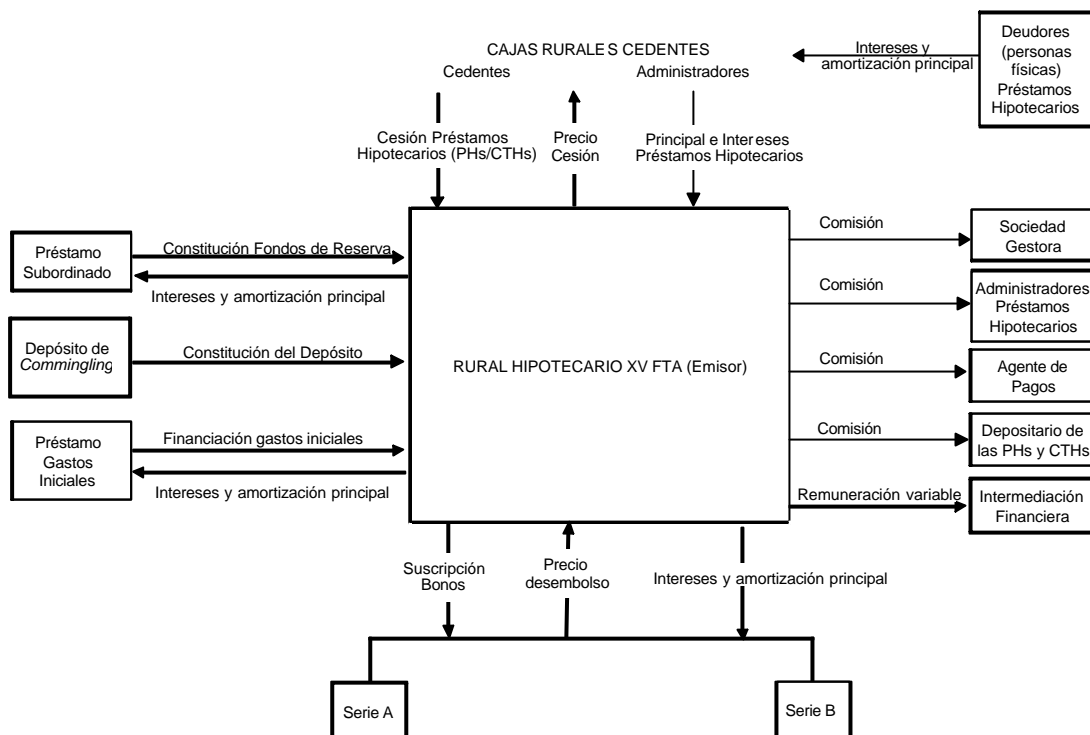 CAJAS RURALES CEDENTES
Cedentes
Administradores
Intereses y
amortización principal
Deudores
(personas
físicas)
Préstamos
Hipotecarios
Cesión Préstamos
Hipotecarios (PHs/CTHs)
Precio
Cesión
Principal e Intereses
Préstamos Hipotecarios
Préstamo
Subordinado
Constitución Fondos de Reserva
Intereses y amortización principal
Depósito de
Commingling
Constitución del Depósito
Préstamo
Gastos
Iniciales
Financiación gastos iniciales
Intereses y amortización principal
RURAL HIPOTECARIO XV FTA (Emisor)
Comisión
Sociedad
Gestora
Comisión
Administradores
Préstamos
Hipotecarios
Comisión
Agente de
Pagos
Comisión
Depositario de
las PHs y CTHs
Remuneración variable
Intermediación
Financiera
Suscripción
Bonos
Precio
desembolso
Intereses y amortización principal
Serie A
Serie B